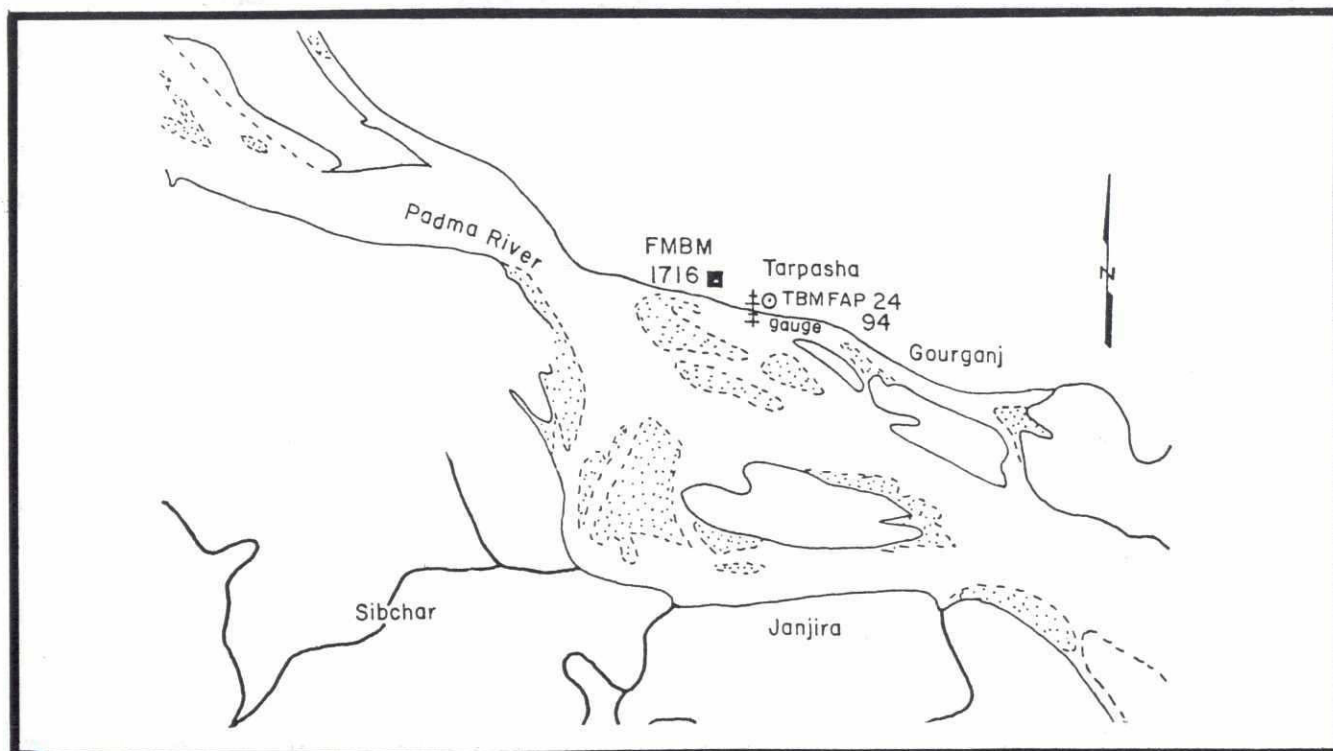 Padma River
FMBM
1716
Tarpasha
TBM FAP 24
gauge 94
Gourganj
N
Sibchar
Janjira